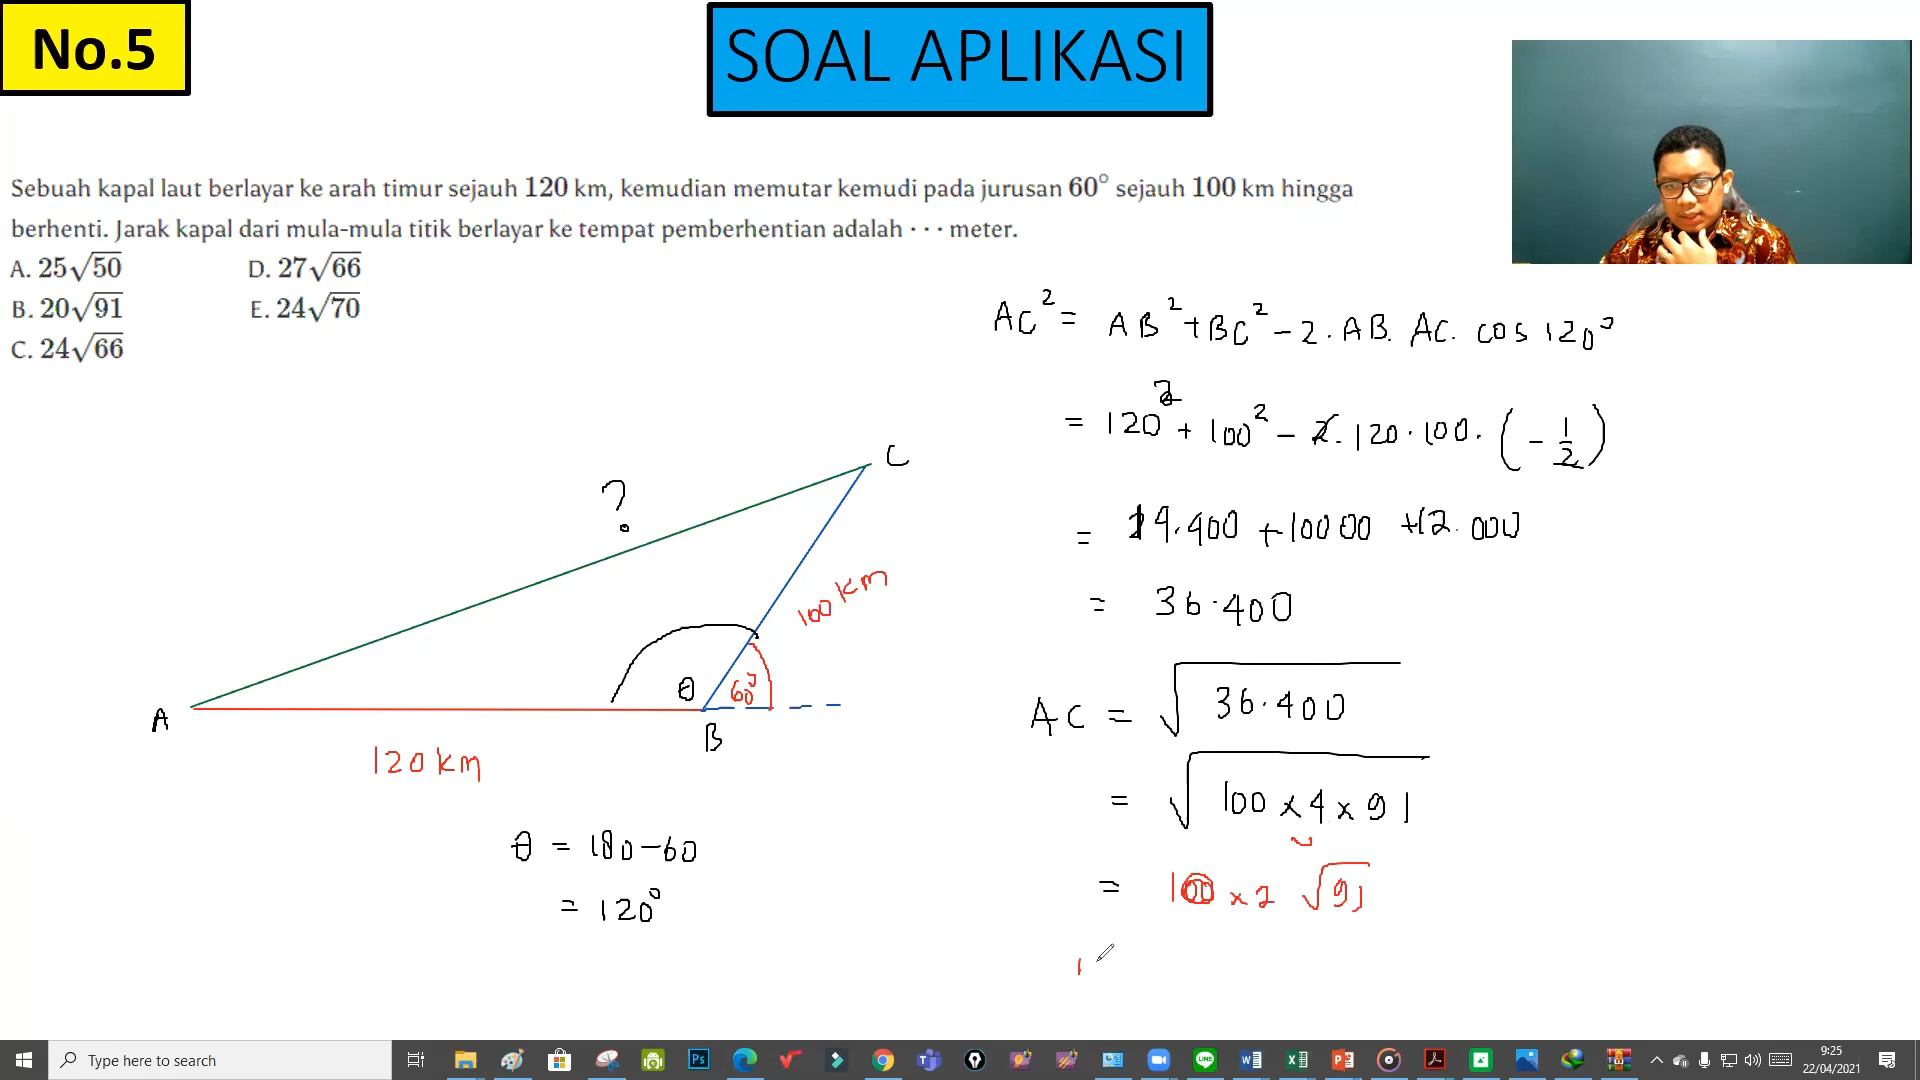 No.5
SOAL APLIKASI
Sebuah kapal laut berlayar ke arah timur sejauh 120 km, kemudian memutar kemudi pada jurusan 60° sejauh 100 km hingga
berhenti. Jarak kapal dari mula-mula titik berlayar ke tempat pemberhentian adalah ··· meter.
A. 25√50 D. 27√66
B. 20√91 E. 24√70
C. 24√66
AC² = AB² + BC² - 2 . AB . AC . cos 120°
= 120² + 100² - 2 . 120 . 100 . (-1/2)
= 14.400 + 10000 + 12.000
= 36.400
AC = √36.400
= √100 x 4 x 91
= 100 x 2 √91
C
?
100 km
θ 60°
A
B
120 km
θ = 180 - 60
= 120°
Type here to search
9:25
22/04/2021